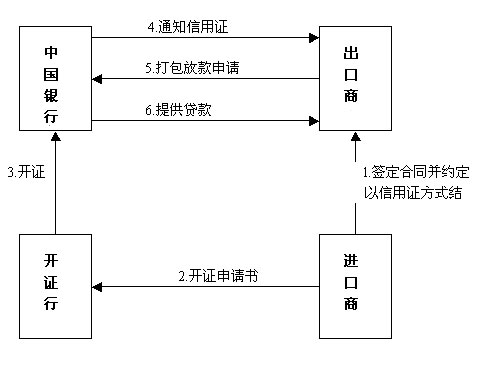 4.通知信用证
中国银行
出口商
5.打包放款申请
6.提供贷款
3.开证
1.签定合同并约定
以信用证方式结
开证行
2.开证申请书
进口商